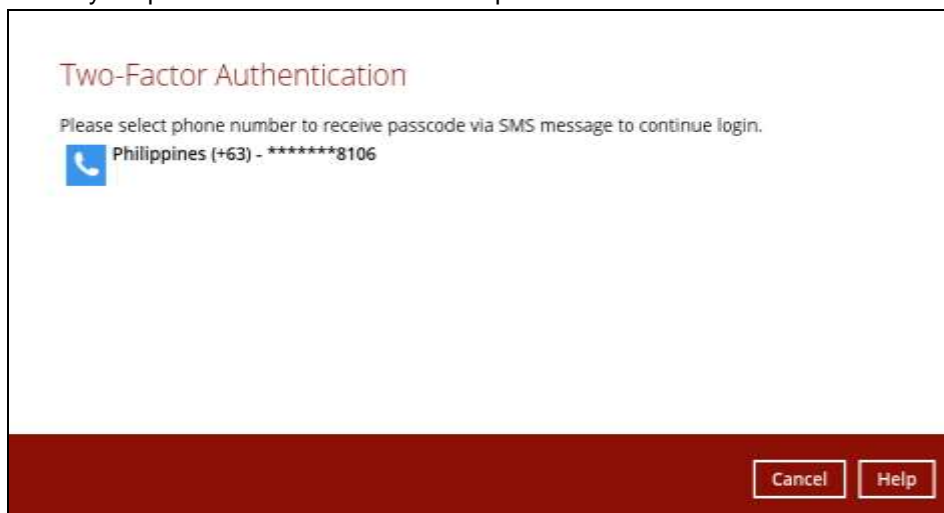 Two-Factor Authentication
Please select phone number to receive passcode via SMS message to continue login.
Philippines (+63) - *******8106
Cancel
Help